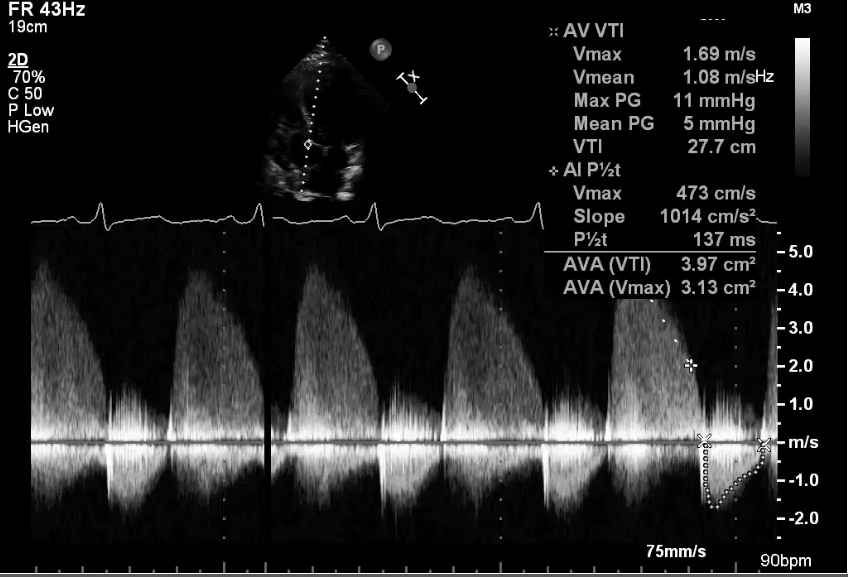 FR 43Hz
19cm
M3
2D
70%
C 50
P Low
HGen
P
AV VTI
Vmax 1.69 m/s
Vmean 1.08 m/s Hz
Max PG 11 mmHg
Mean PG 5 mmHg
VTI 27.7 cm
AI P½t
Vmax 473 cm/s
Slope 1014 cm/s²
P½t 137 ms
AVA (VTI) 3.97 cm²
AVA (Vmax) 3.13 cm²
5.0
4.0
3.0
2.0
1.0
m/s
-1.0
-2.0
75mm/s
90bpm